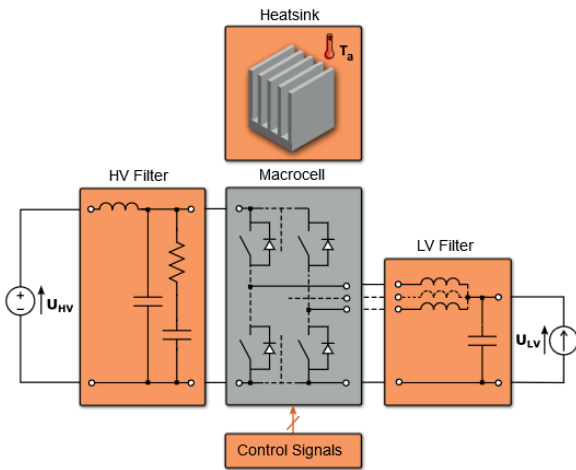 Heatsink
Ta
HV Filter
Macrocell
LV Filter
UHV
ULV
Control Signals